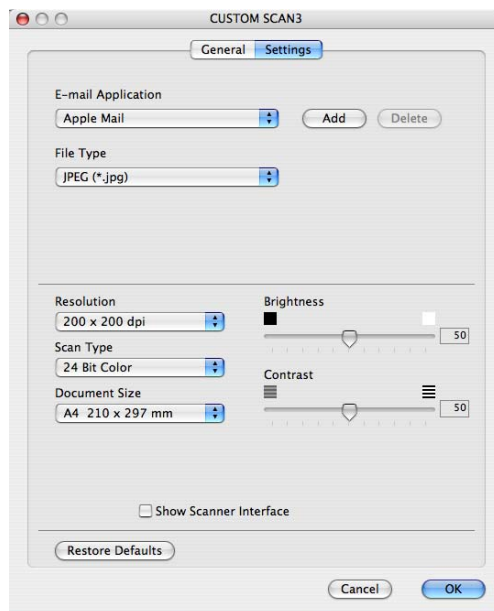 CUSTOM SCAN3
General Settings
E-mail Application
Apple Mail Add Delete
File Type
JPEG (*.jpg)
Resolution Brightness
200 x 200 dpi 50
Scan Type
24 Bit Color
Contrast
Document Size
A4 210 x 297 mm 50
Show Scanner Interface
Restore Defaults
Cancel OK